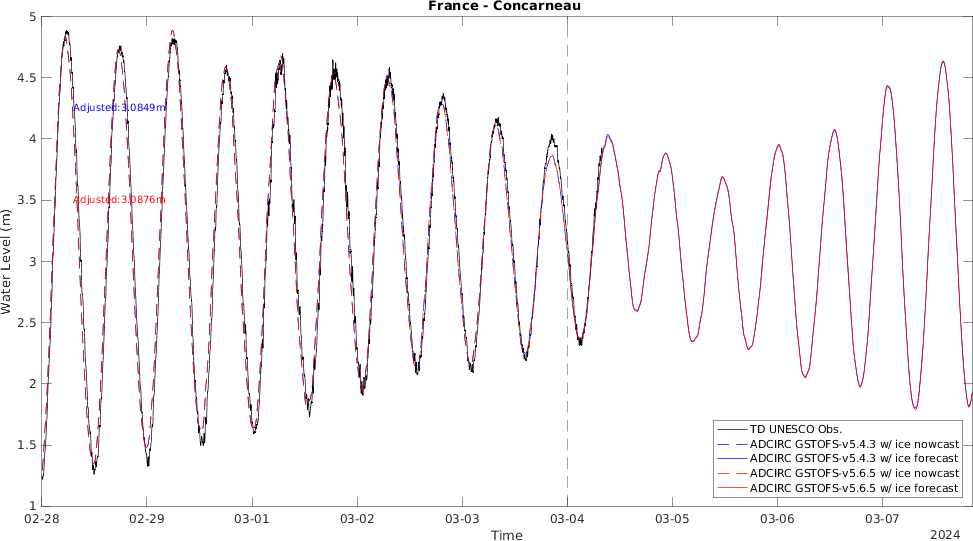 France - Concarneau
5
4.5
4
3.5
3
2.5
2
1.5
1
Water Level (m)
Adjusted:3.0849m
Adjusted:3.0876m
TD UNESCO Obs.
ADCIRC GSTOFS-v5.4.3 w/ ice nowcast
ADCIRC GSTOFS-v5.4.3 w/ ice forecast
ADCIRC GSTOFS-v5.6.5 w/ ice nowcast
ADCIRC GSTOFS-v5.6.5 w/ ice forecast
02-28 02-29 03-01 03-02 03-03 03-04 03-05 03-06 03-07
Time
2024